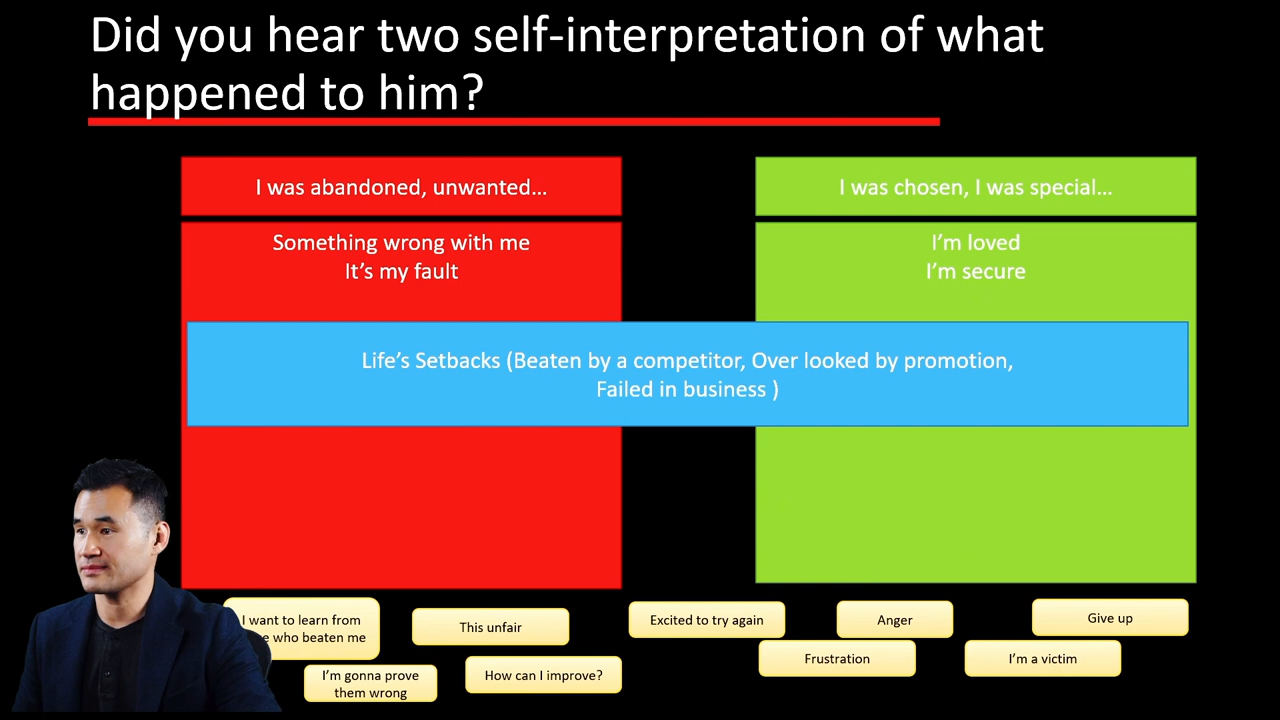 Did you hear two self-interpretation of what
happened to him?
I was abandoned, unwanted...
I was chosen, I was special...
Something wrong with me
It's my fault
I'm loved
I'm secure
Life's Setbacks (Beaten by a competitor, Over looked by promotion,
Failed in business )
I want to learn from
who beaten me
This unfair
Excited to try again
Anger
Give up
I'm gonna prove
them wrong
How can I improve?
Frustration
I'm a victim